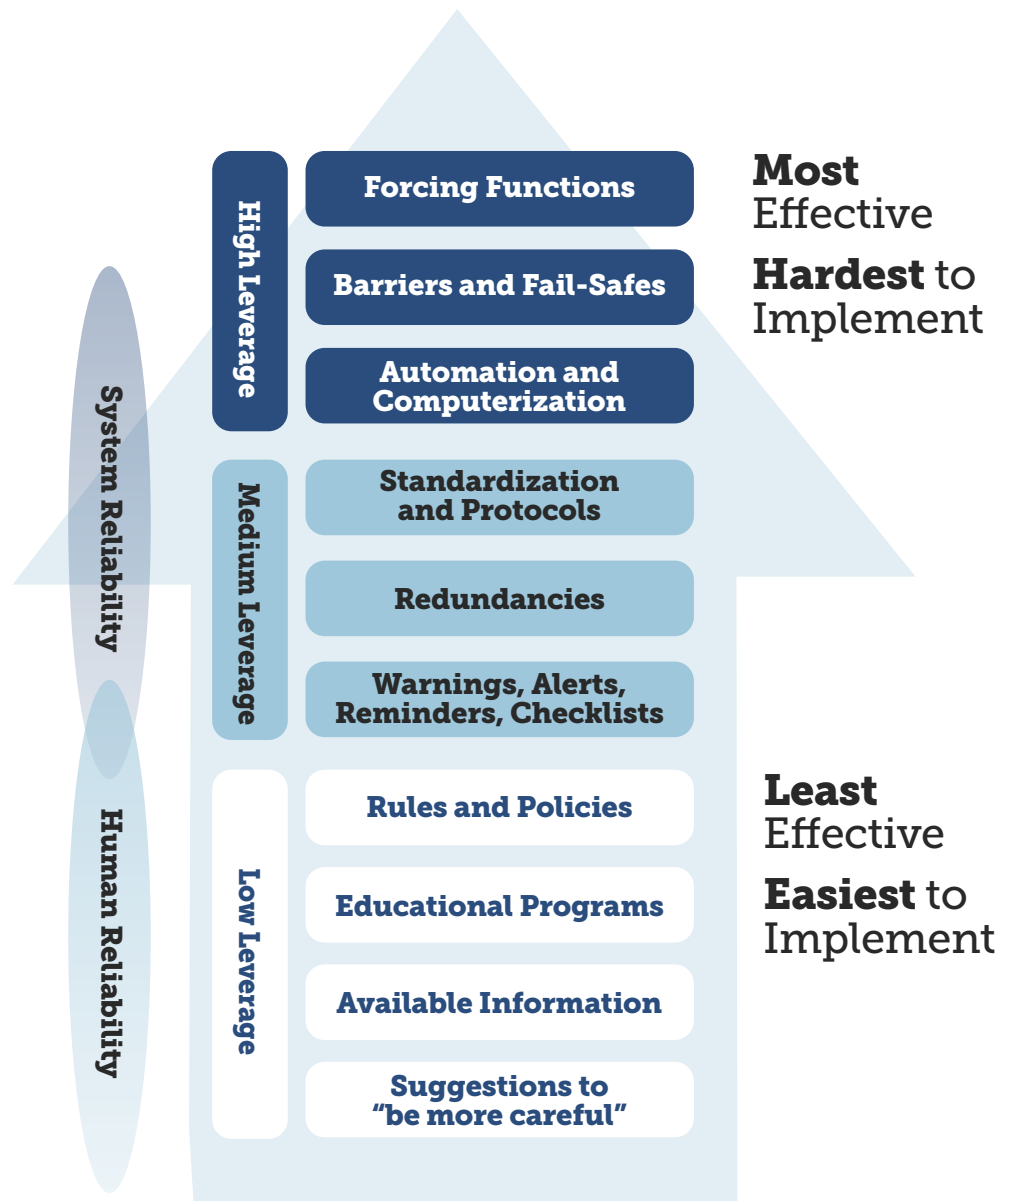 High Leverage
Forcing Functions
Barriers and Fail-Safes
Automation and
Computerization
Most
Effective
Hardest to
Implement
System Reliability
Medium Leverage
Standardization
and Protocols
Redundancies
Warnings, Alerts,
Reminders, Checklists
Human Reliability
Low Leverage
Rules and Policies
Educational Programs
Available Information
Suggestions to
“be more careful”
Least
Effective
Easiest to
Implement